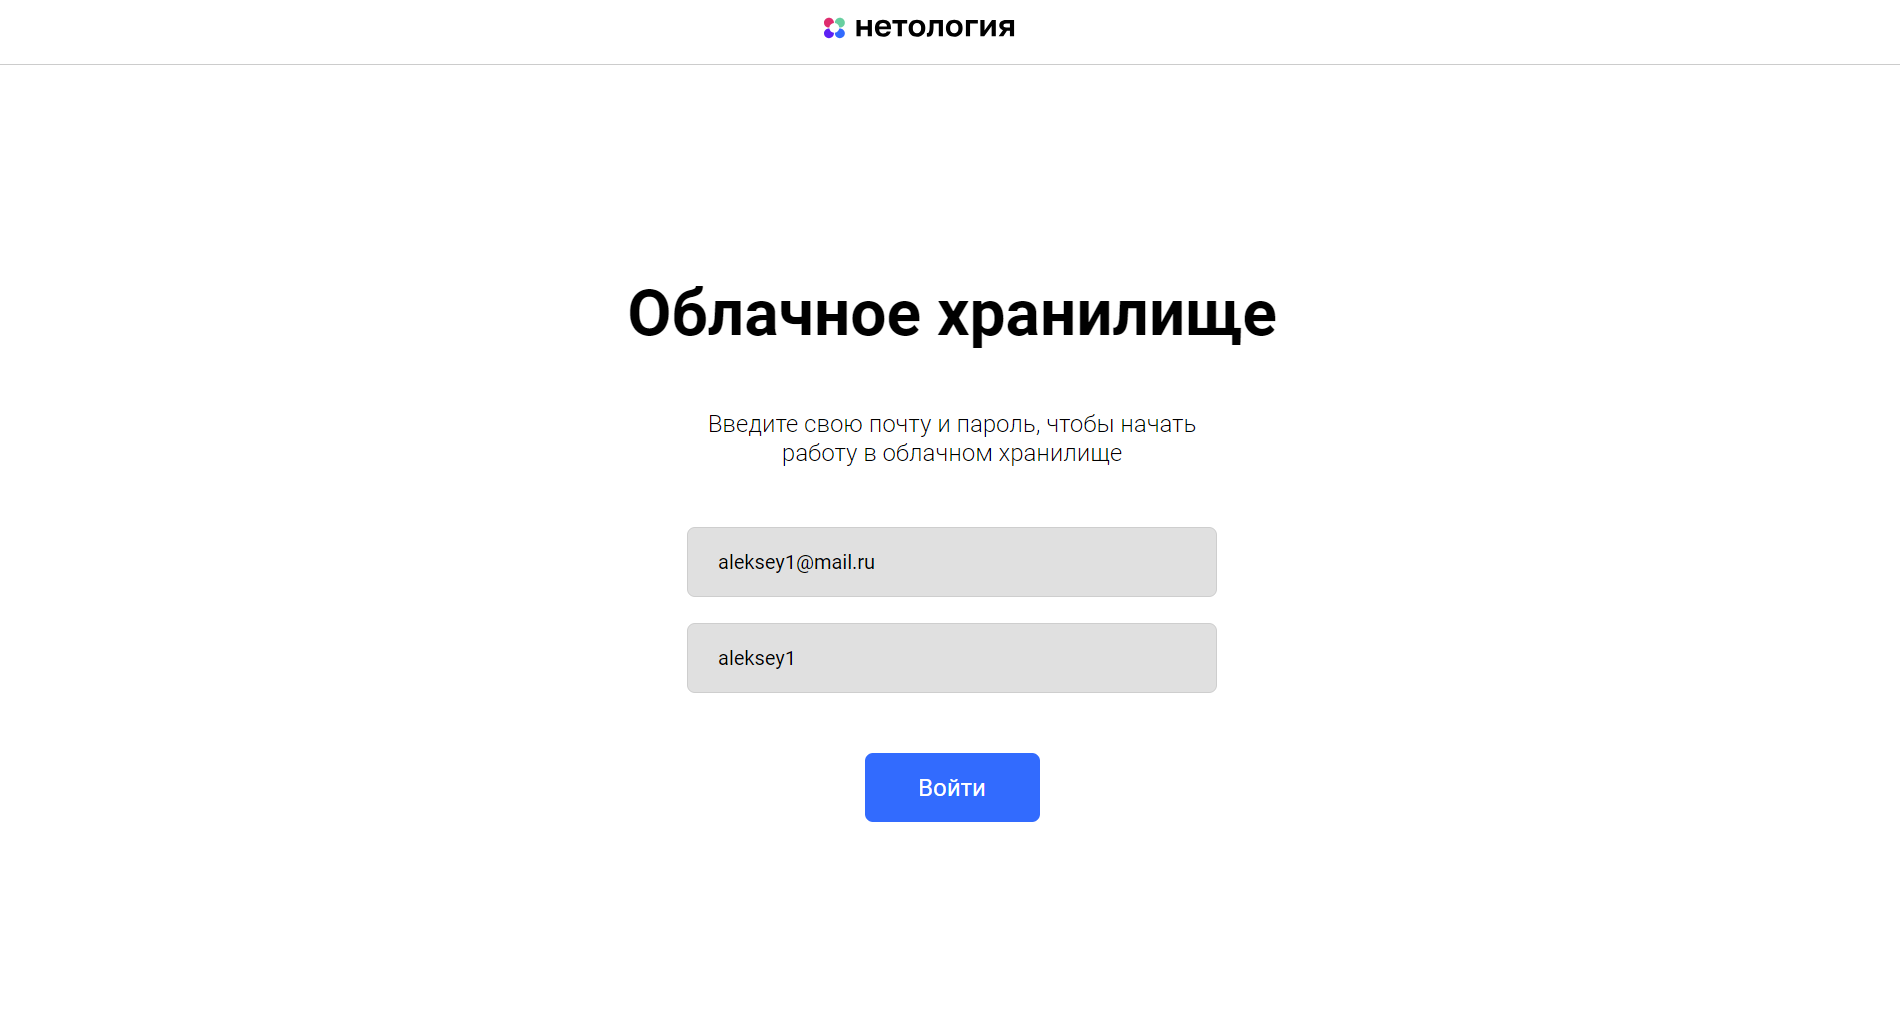 нетология
Облачное хранилище
Введите свою почту и пароль, чтобы начать
работу в облачном хранилище
aleksey1@mail.ru
aleksey1
Войти